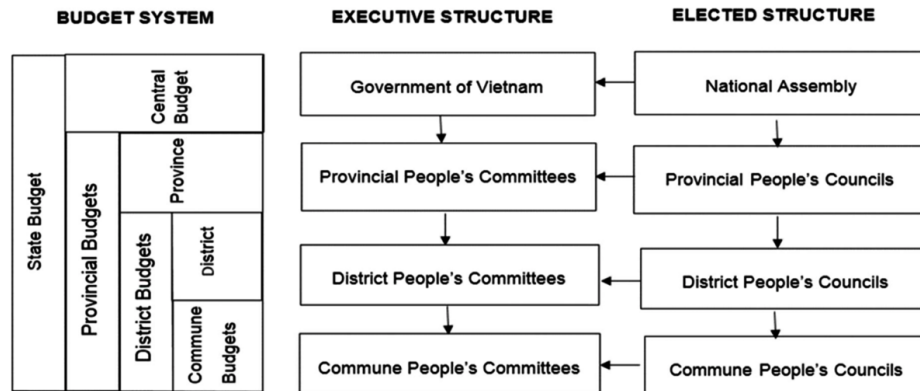 BUDGET SYSTEM
EXECUTIVE STRUCTURE
ELECTED STRUCTURE
State Budget
Central
Budget
Provincial Budgets
Province
District Budgets
District
Commune
Budgets
Government of Vietnam
National Assembly
Provincial People's Committees
Provincial People's Councils
District People's Committees
District People's Councils
Commune People's Committees
Commune People's Councils